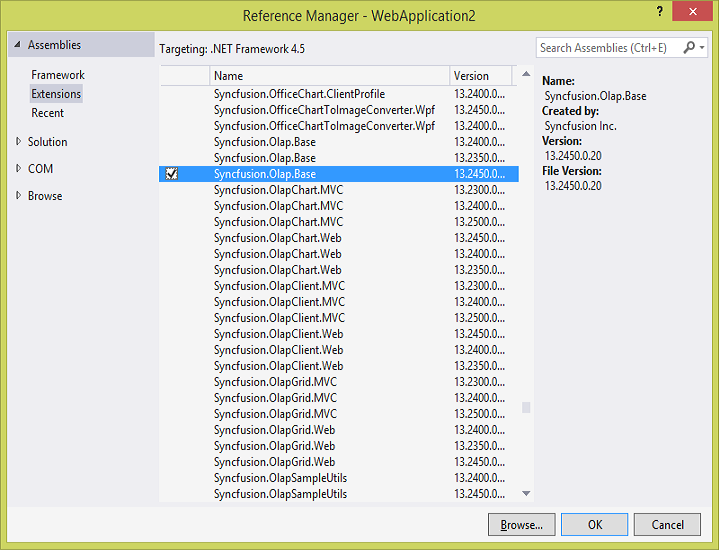 Reference Manager - WebApplication2
Assemblies
Framework
Extensions
Recent
Solution
COM
Browse
Targeting: .NET Framework 4.5
Name Version
Syncfusion.OfficeChart.ClientProfile 13.2400.0...
Syncfusion.OfficeChartToImageConverter.Wpf 13.2450.0...
Syncfusion.OfficeChartToImageConverter.Wpf 13.2400.0...
Syncfusion.Olap.Base 13.2400.0...
Syncfusion.Olap.Base 13.2350.0...
Syncfusion.Olap.Base 13.2450.0...
Syncfusion.OlapChart.MVC 13.2300.0...
Syncfusion.OlapChart.MVC 13.2400.0...
Syncfusion.OlapChart.MVC 13.2500.0...
Syncfusion.OlapChart.Web 13.2450.0...
Syncfusion.OlapChart.Web 13.2400.0...
Syncfusion.OlapChart.Web 13.2350.0...
Syncfusion.OlapClient.MVC 13.2300.0...
Syncfusion.OlapClient.MVC 13.2400.0...
Syncfusion.OlapClient.MVC 13.2500.0...
Syncfusion.OlapClient.Web 13.2450.0...
Syncfusion.OlapClient.Web 13.2400.0...
Syncfusion.OlapClient.Web 13.2350.0...
Syncfusion.OlapGrid.MVC 13.2300.0...
Syncfusion.OlapGrid.MVC 13.2400.0...
Syncfusion.OlapGrid.MVC 13.2500.0...
Syncfusion.OlapGrid.Web 13.2400.0...
Syncfusion.OlapGrid.Web 13.2350.0...
Syncfusion.OlapGrid.Web 13.2450.0...
Syncfusion.OlapSampleUtils 13.2400.0...
Syncfusion.OlapSampleUtils 13.2450.0...
Search Assemblies (Ctrl+E)
Name:
Syncfusion.Olap.Base
Created by:
Syncfusion Inc.
Version:
13.2450.0.20
File Version:
13.2450.0.20
Browse... OK Cancel